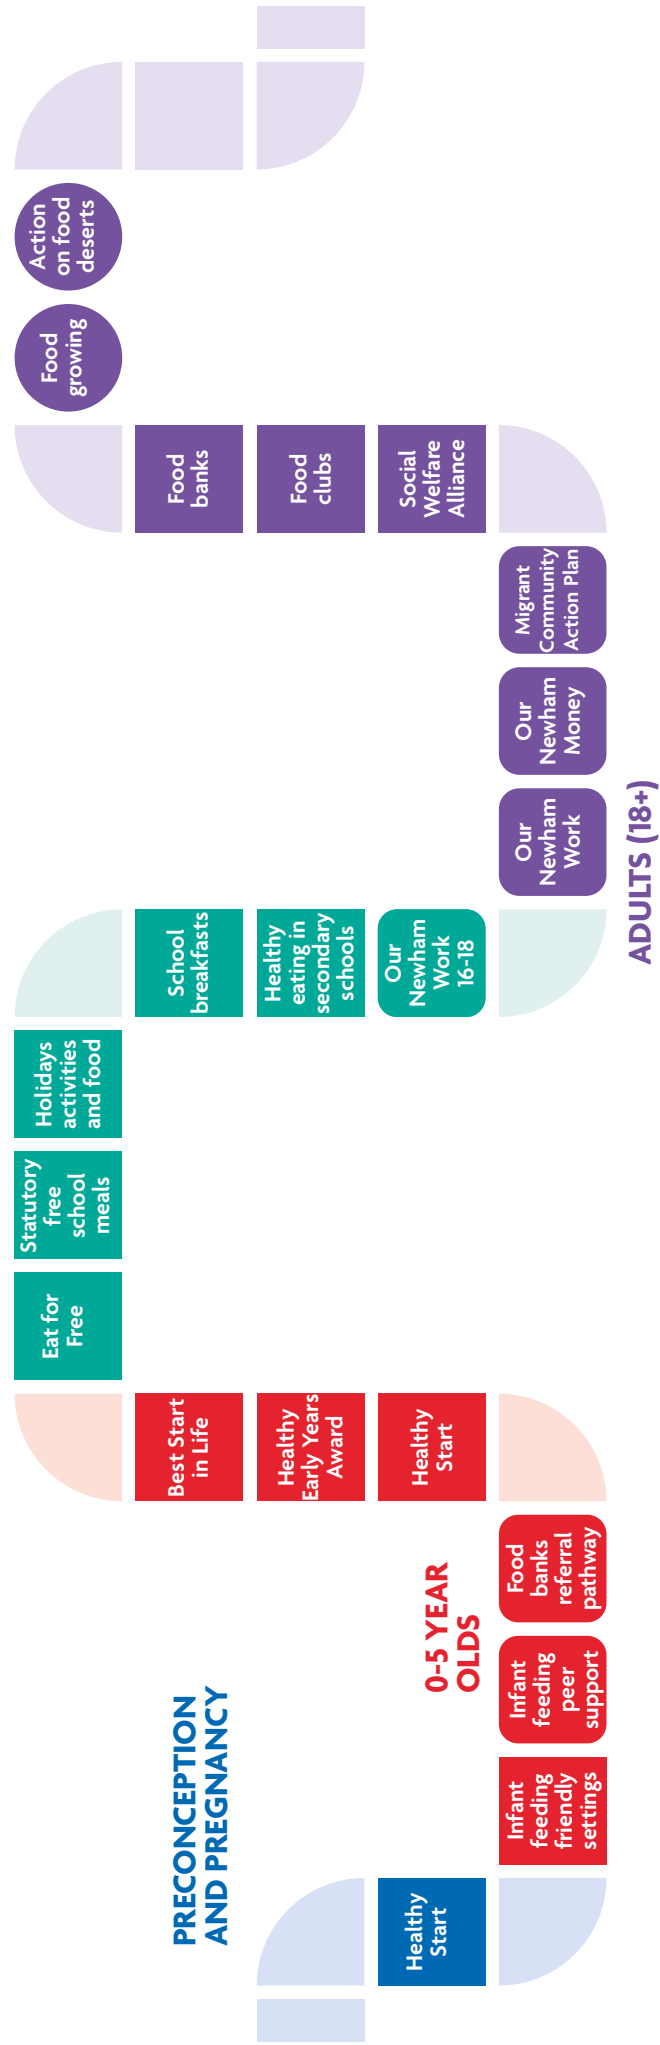 PRECONCEPTION
AND PREGNANCY
Healthy
Start
0-5 YEAR
OLDS
Infant
feeding
friendly
settings
Infant
feeding
peer
support
Food
banks
referral
pathway
Healthy
Start
Healthy
Early Years
Award
Best Start
in Life
Eat for
Free
Statutory
free
school
meals
Holidays
activities
and food
School
breakfasts
Healthy
eating in
secondary
schools
Our
Newham
Work
16-18
ADULTS (18+)
Our
Newham
Work
Our
Newham
Money
Migrant
Community
Action Plan
Social
Welfare
Alliance
Food
clubs
Food
banks
Food
growing
Action
on food
deserts